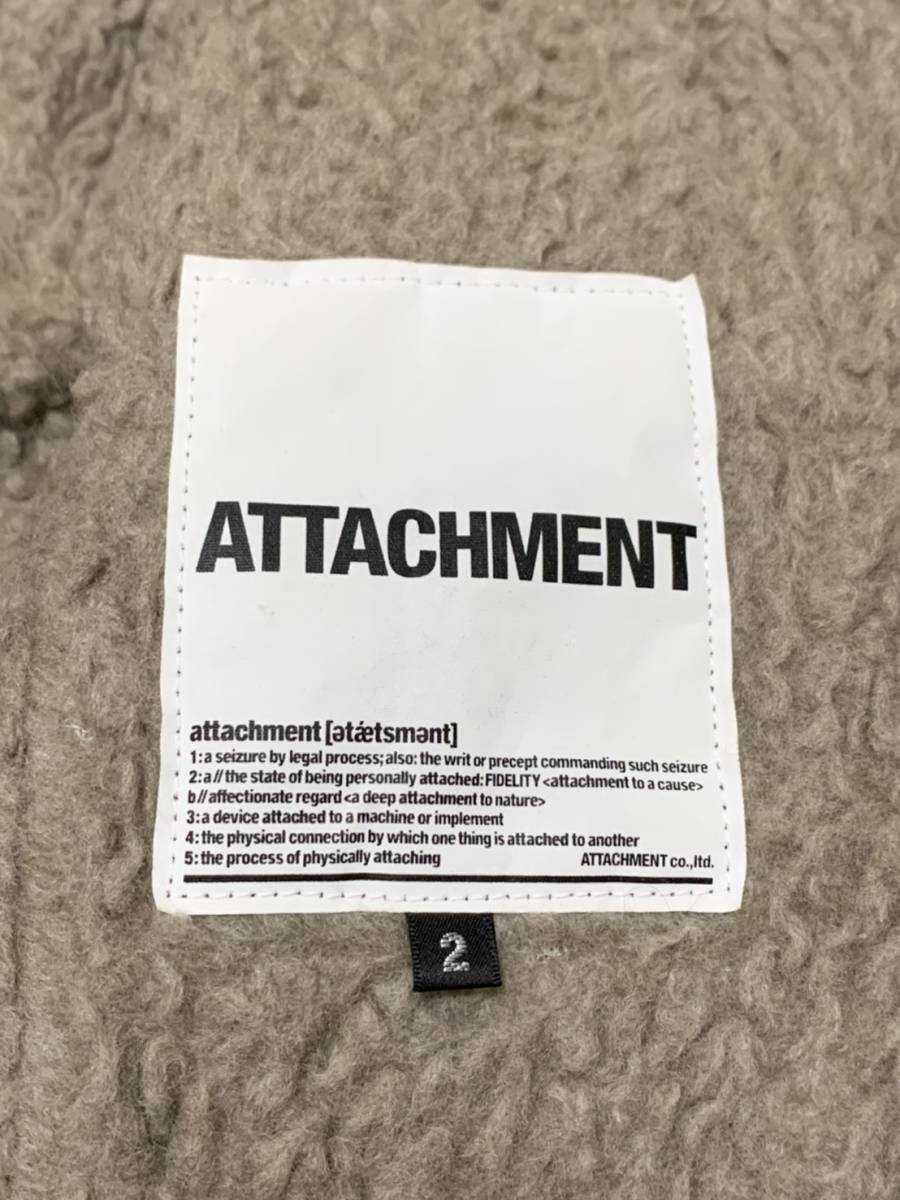 ATTACHMENT
attachment [ətǽtsmənt]
1:a seizure by legal process; also: the writ or precept commanding such seizure
2:a//the state of being personally attached: FIDELITY <attachment to a cause>
b//affectionate regard <a deep attachment to nature>
3:a device attached to a machine or implement
4:the physical connection by which one thing is attached to another
5:the process of physically attaching ATTACHMENT co.,ltd.
2